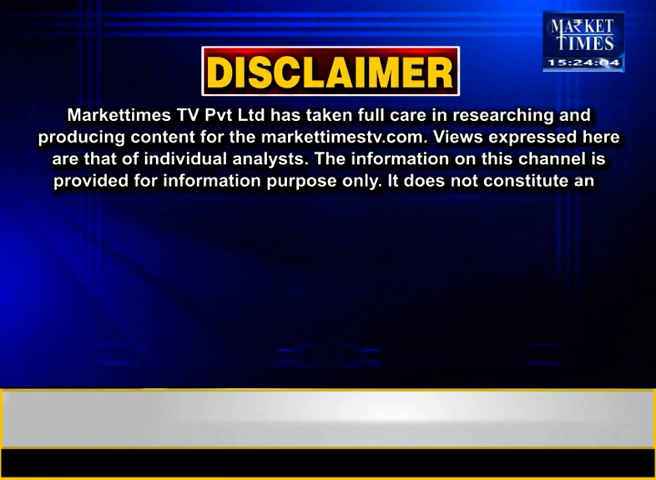 MARKET
TIMES
15:24:04
DISCLAIMER
Markettimes TV Pvt Ltd has taken full care in researching and
producing content for the markettimestv.com. Views expressed here
are that of individual analysts. The information on this channel is
provided for information purpose only. It does not constitute an